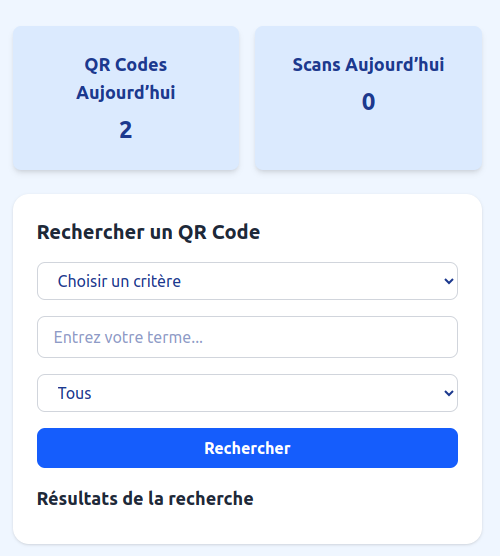 QR Codes
Aujourd’hui
2
Scans Aujourd’hui
0
Rechercher un QR Code
Choisir un critère
Entrez votre terme...
Tous
Rechercher
Résultats de la recherche